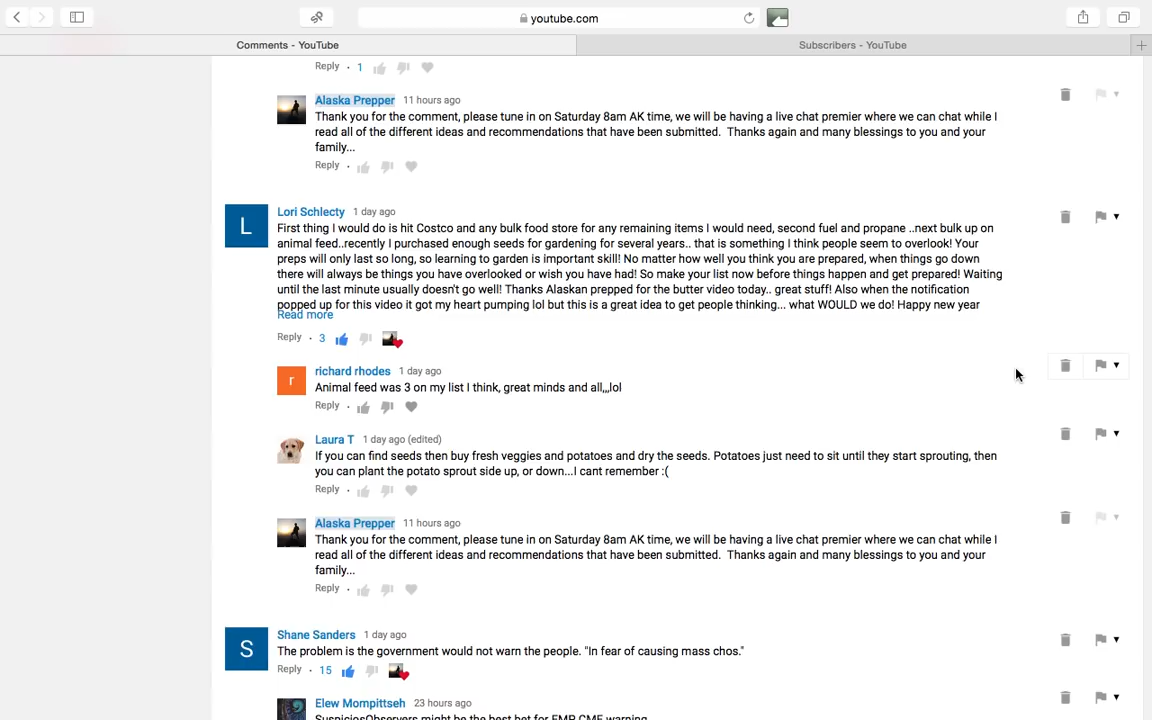 youtube.com
Comments - YouTube
Subscribers - YouTube
Reply · 1
Alaska Prepper 11 hours ago
Thank you for the comment, please tune in on Saturday 8am AK time, we will be having a live chat premier where we can chat while I
read all of the different ideas and recommendations that have been submitted. Thanks again and many blessings to you and your
family...
Reply ·
L
Lori Schlecty 1 day ago
First thing I would do is hit Costco and any bulk food store for any remaining items I would need, second fuel and propane ..next bulk up on
animal feed..recently I purchased enough seeds for gardening for several years.. that is something I think people seem to overlook! Your
preps will only last so long, so learning to garden is important skill! No matter how well you think you are prepared, when things go down
there will always be things you have overlooked or wish you have had! So make your list now before things happen and get prepared! Waiting
until the last minute usually doesn't go well! Thanks Alaskan prepped for the butter video today.. great stuff! Also when the notification
popped up for this video it got my heart pumping lol but this is a great idea to get people thinking... what WOULD we do! Happy new year
Read more
Reply · 3
r
richard rhodes 1 day ago
Animal feed was 3 on my list I think, great minds and all,,,lol
Reply ·
Laura T 1 day ago (edited)
If you can find seeds then buy fresh veggies and potatoes and dry the seeds. Potatoes just need to sit until they start sprouting, then
you can plant the potato sprout side up, or down...I cant remember :(
Reply ·
Alaska Prepper 11 hours ago
Thank you for the comment, please tune in on Saturday 8am AK time, we will be having a live chat premier where we can chat while I
read all of the different ideas and recommendations that have been submitted. Thanks again and many blessings to you and your
family...
Reply ·
S
Shane Sanders 1 day ago
The problem is the government would not warn the people. "In fear of causing mass chos."
Reply · 15
Elew Mompittseh 23 hours ago
SuspiciosObservers might be the best bet for EMP CME warning